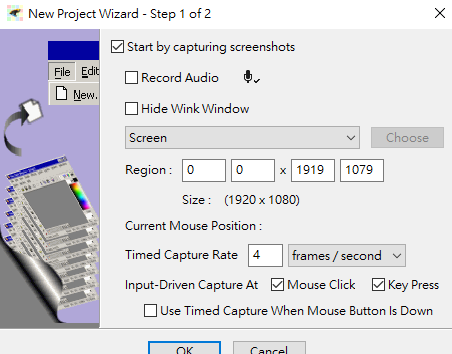 New Project Wizard - Step 1 of 2
Start by capturing screenshots
File Edit
New.
Record Audio
Hide Wink Window
Screen Choose
Region : 0 0 x 1919 1079
Size : (1920 x 1080)
Current Mouse Position :
Timed Capture Rate 4 frames / second
Input-Driven Capture At Mouse Click Key Press
Use Timed Capture When Mouse Button Is Down
OK Cancel